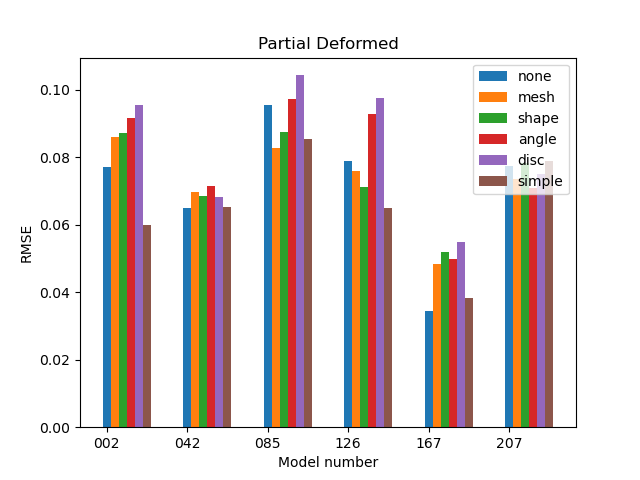 Partial Deformed
none
mesh
shape
angle
disc
simple
0.10
0.08
0.06
0.04
0.02
0.00
RMSE
002 042 085 126 167 207
Model number